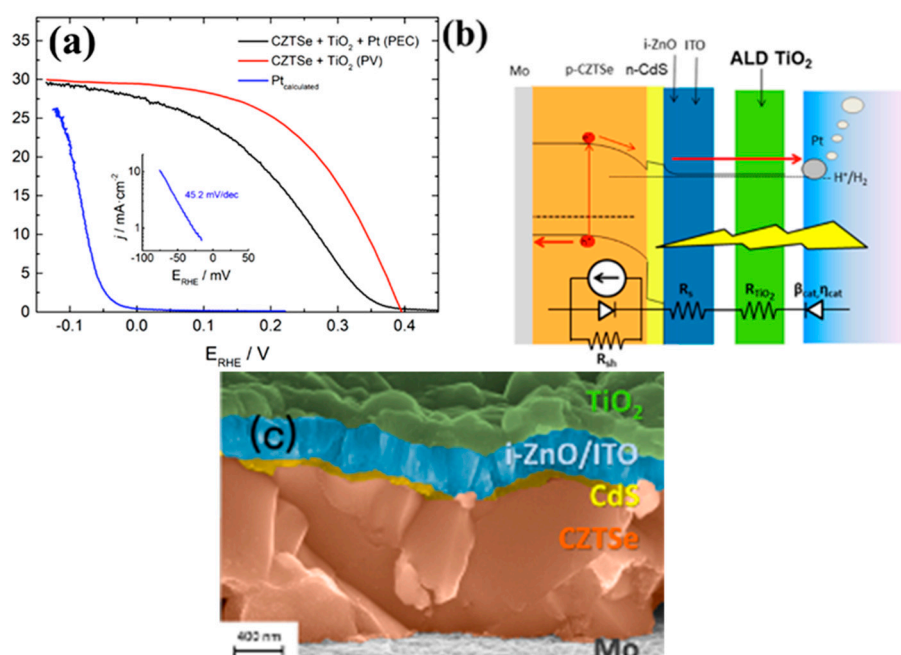 (a)
CZTSe + TiO2 + Pt (PEC)
CZTSe + TiO2 (PV)
Ptcalculated
35
30
25
20
15
10
5
0
-0.1 0.0 0.1 0.2 0.3 0.4
ERHE / V
j / mA·cm-2
10
1
45.2 mV/dec
-100 -50 0 50
ERHE / mV
(b)
i-ZnO ITO
Mo p-CZTSe n-CdS ALD TiO2
Pt
H+/H2
Rs RTiO2 βcat,ηcat
Rsh
(c)
TiO2
i-ZnO/ITO
CdS
CZTSe
400 nm
Mo